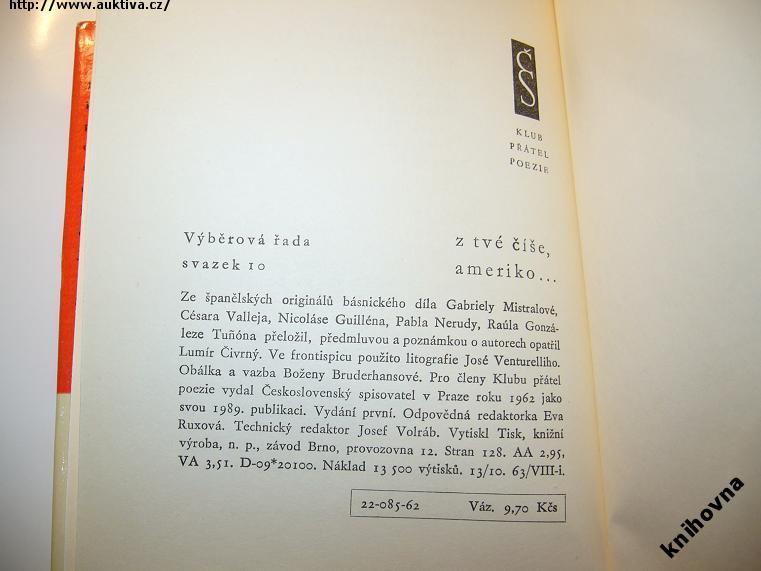 http://www.auktiva.cz/
ČS
KLUB
PŘÁTEL
POEZIE
Výběrová řada
svazek 10
z tvé číše,
ameriko...
Ze španělských originálů básnického díla Gabriely Mistralové,
Césara Valleja, Nicoláse Guilléna, Pabla Nerudy, Raúla Gonzá-
leze Tuñóna přeložil, předmluvou a poznámkou o autorech opatřil
Lumír Čivrný. Ve frontispicu použito litografie José Venturelliho.
Obálka a vazba Boženy Bruderhansové. Pro členy Klubu přátel
poezie vydal Československý spisovatel v Praze roku 1962 jako
svou 1989. publikaci. Vydání první. Odpovědná redaktorka Eva
Ruxová. Technický redaktor Josef Volráb. Vytiskl Tisk, knižní
výroba, n. p., závod Brno, provozovna 12. Stran 128. AA 2,95,
VA 3,51. D-09*20100. Náklad 13 500 výtisků. 13/10. 63/VIII-i.
22-085-62 Váz. 9,70 Kčs
knihovna